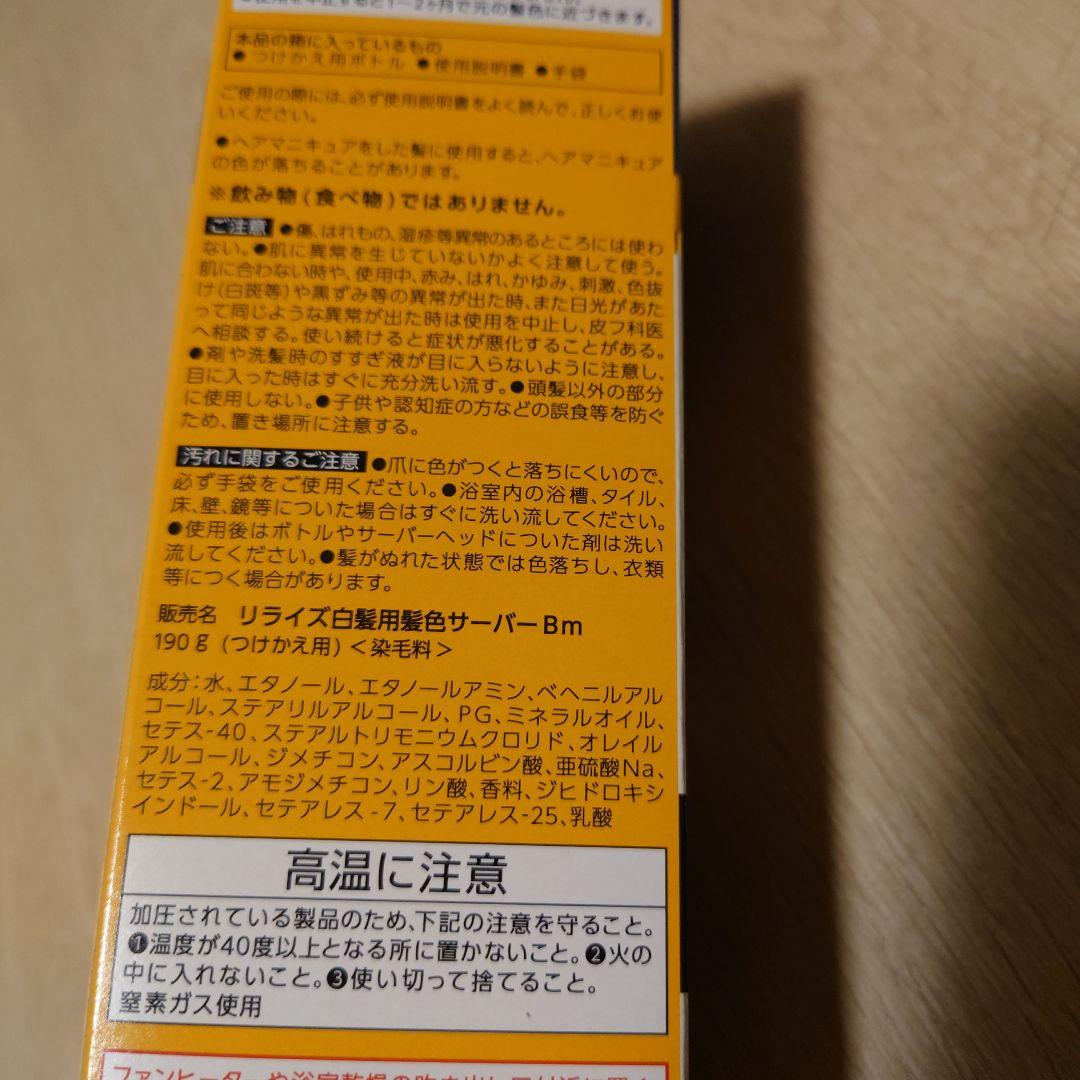 使用を中止すると1〜2ヶ月で元の髪色に近づきます。
本品の箱に入っているもの
●つけかえ用ボトル ●使用説明書 ●手袋
ご使用の際には、必ず使用説明書をよく読んで、正しくお使
いください。
●ヘアマニキュアをした髪に使用すると、ヘアマニキュア
の色が落ちることがあります。
※飲み物(食べ物)ではありません。
ご注意 ●傷、はれもの、湿疹等異常のあるところには使わ
ない。●肌に異常を生じていないかよく注意して使う。
肌に合わない時や、使用中、赤み、はれ、かゆみ、刺激、色抜
け(白斑等)や黒ずみ等の異常が出た時、また日光があた
って同じような異常が出た時は使用を中止し、皮フ科医
へ相談する。使い続けると症状が悪化することがある。
●剤や洗髪時のすすぎ液が目に入らないように注意し、
目に入った時はすぐに充分洗い流す。●頭髪以外の部分
に使用しない。●子供や認知症の方などの誤食等を防ぐ
ため、置き場所に注意する。
汚れに関するご注意 ●爪に色がつくと落ちにくいので、
必ず手袋をご使用ください。●浴室内の浴槽、タイル、
床、壁、鏡等についた場合はすぐに洗い流してください。
●使用後はボトルやサーバーヘッドについた剤は洗い
流してください。●髪がぬれた状態では色落ちし、衣類
等につく場合があります。
販売名 リライズ白髪用髪色サーバーBm
190g (つけかえ用) <染毛料>
成分:水、エタノール、エタノールアミン、ベヘニルアル
コール、ステアリルアルコール、PG、ミネラルオイル、
セテス-40、ステアルトリモニウムクロリド、オレイル
アルコール、ジメチコン、アスコルビン酸、亜硫酸Na、
セテス-2、アモジメチコン、リン酸、香料、ジヒドロキシ
インドール、セテアレス-7、セテアレス-25、乳酸
高温に注意
加圧されている製品のため、下記の注意を守ること。
❶温度が40度以上となる所に置かないこと。❷火の
中に入れないこと。❸使い切って捨てること。
窒素ガス使用